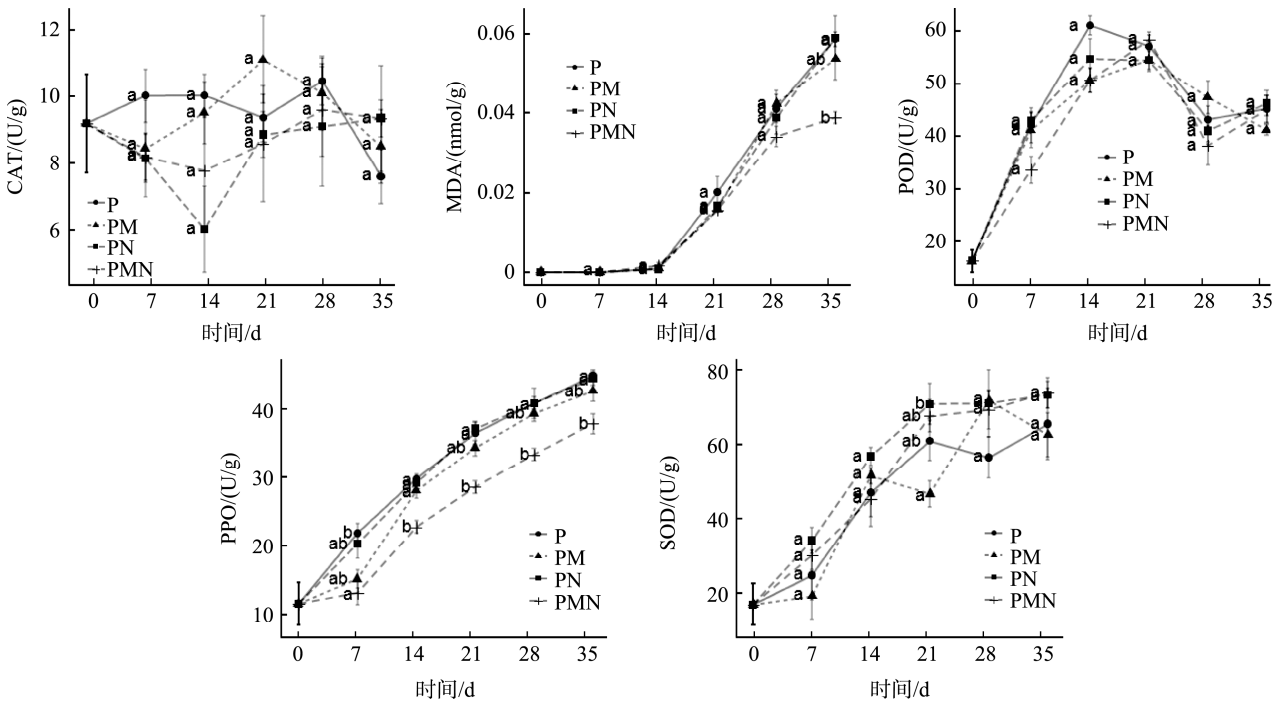 CAT/(U/g)
12
10
8
6
a a a a a
a a a a a
a a a a a
a a a a a
P
PM
PN
PMN
0 7 14 21 28 35
时间/d
MDA/(nmol/g)
0.06
0.04
0.02
0
a
a
a
a
a
a
a
a
a
ab
b
P
PM
PN
PMN
0 7 14 21 28 35
时间/d
POD/(U/g)
60
50
40
30
20
a a a a a
a a a a a
a a a a a
a a a a
P
PM
PN
PMN
0 7 14 21 28 35
时间/d
PPO/(U/g)
40
30
20
10
b
ab
ab
a
a
a
a
b
a
a
ab
b
a
ab
b
a
a
ab
b
P
PM
PN
PMN
0 7 14 21 28 35
时间/d
SOD/(U/g)
80
60
40
20
a
a
a
a
a
a
a
a
b
ab
ab
a
a
a
a
a
a
a
a
P
PM
PN
PMN
0 7 14 21 28 35
时间/d